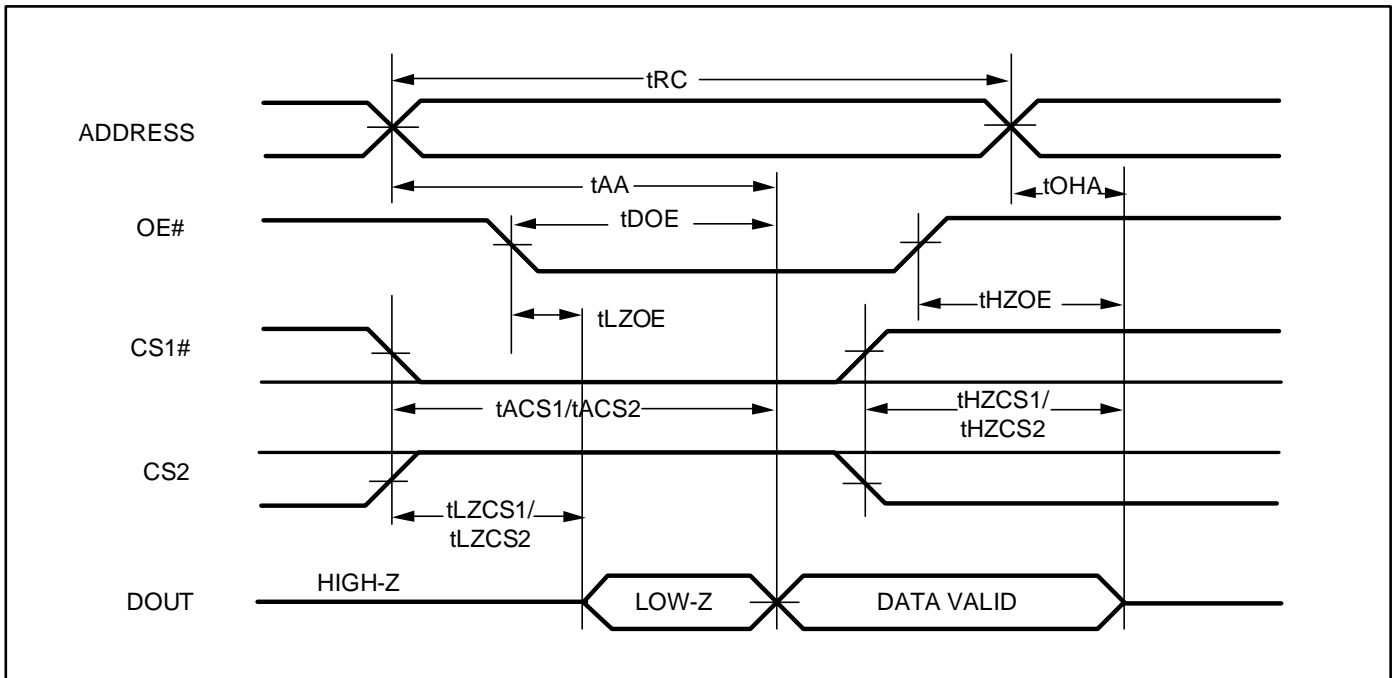 tRC
ADDRESS
tAA
tOHA
OE#
tDOE
tHZOE
tLZOE
CS1#
tACS1/tACS2
tHZCS1/
tHZCS2
CS2
tLZCS1/
tLZCS2
DOUT
HIGH-Z
LOW-Z
DATA VALID